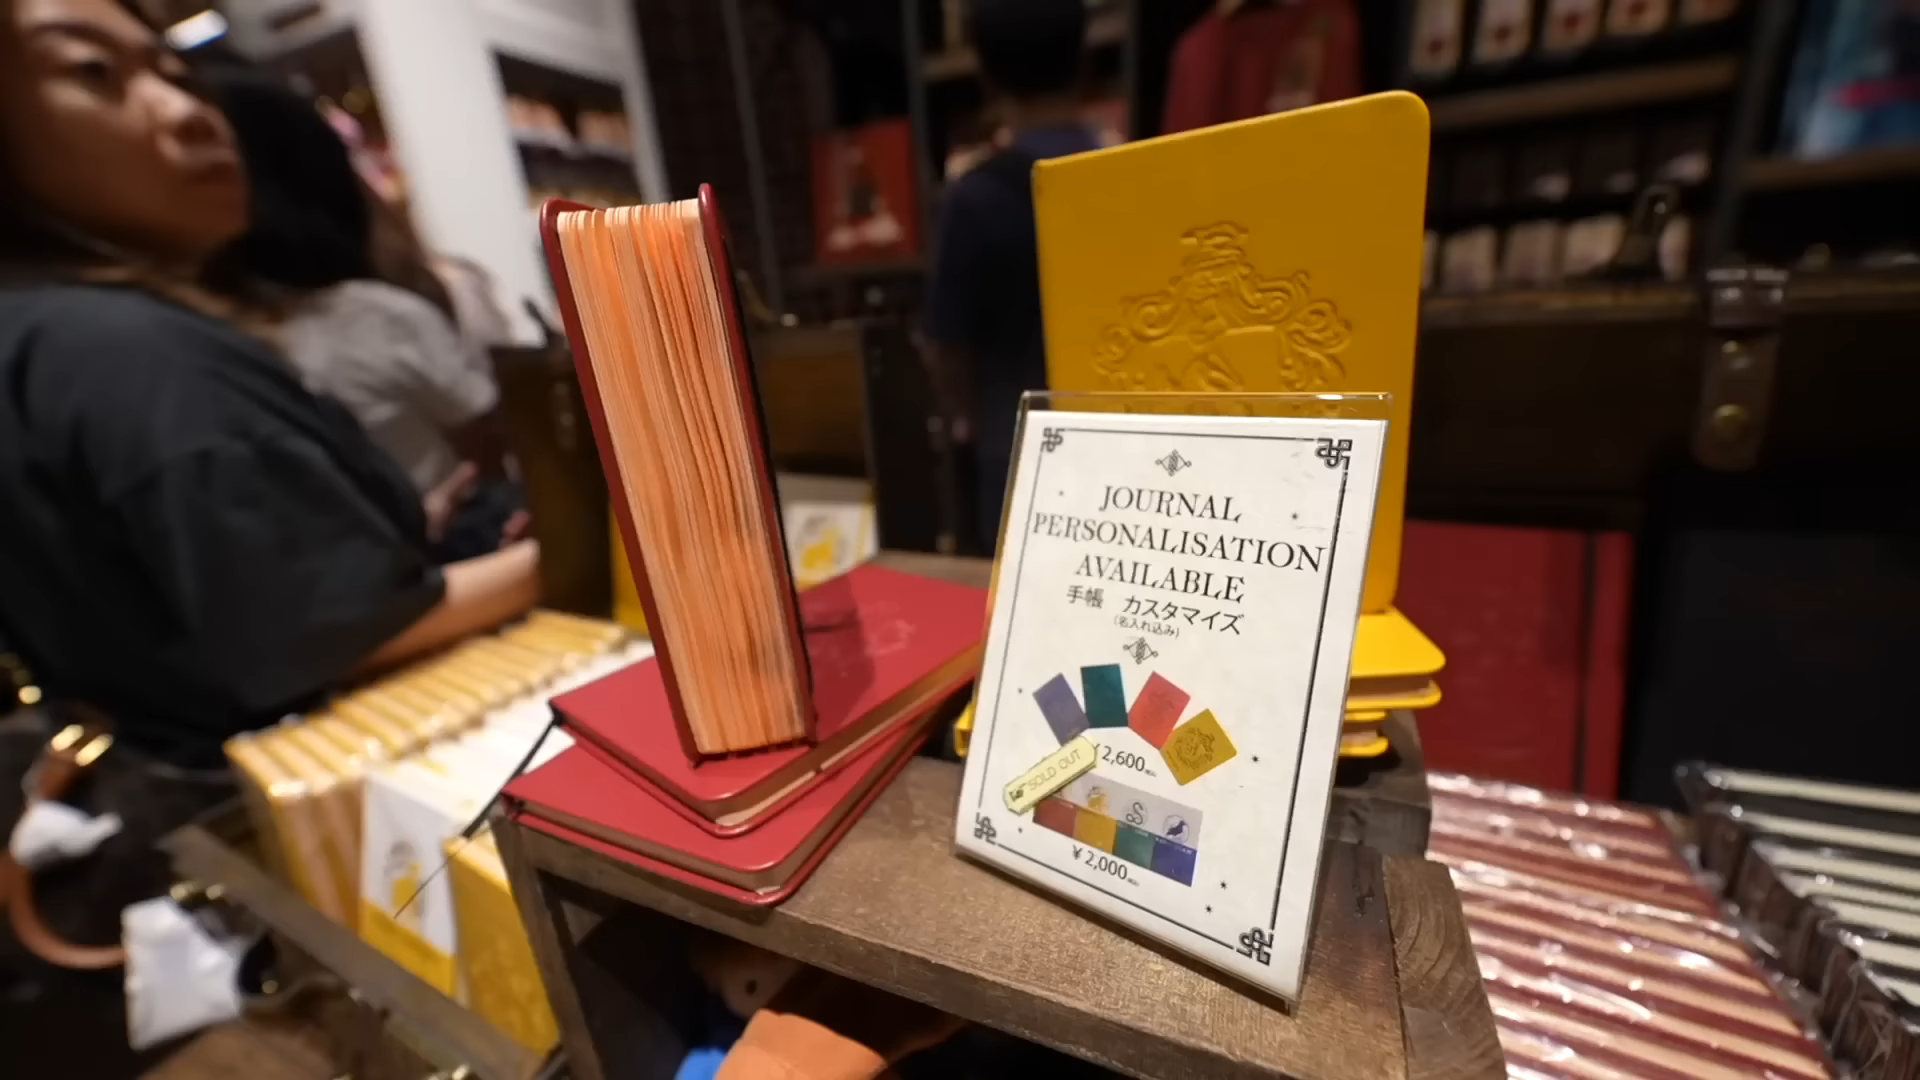 JOURNAL
PERSONALISATION
AVAILABLE
手帳 カスタマイズ
(名入れ込み)
¥2,600
SOLD OUT
¥2,000